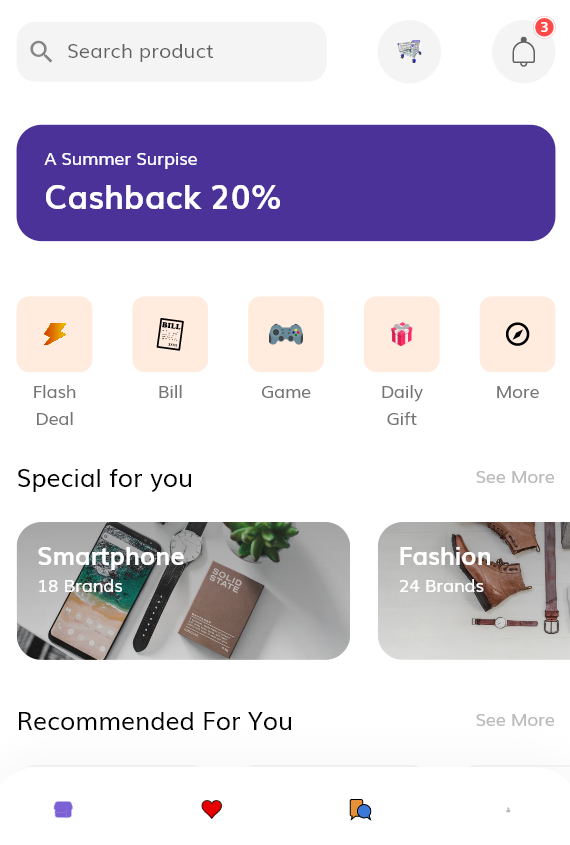 Search product
3
A Summer Surpise
Cashback 20%
BILL
Flash
Deal
Bill
Game
Daily
Gift
More
Special for you
See More
Smartphone
18 Brands
SOLID
STATE
Fashion
24 Brands
Recommended For You
See More